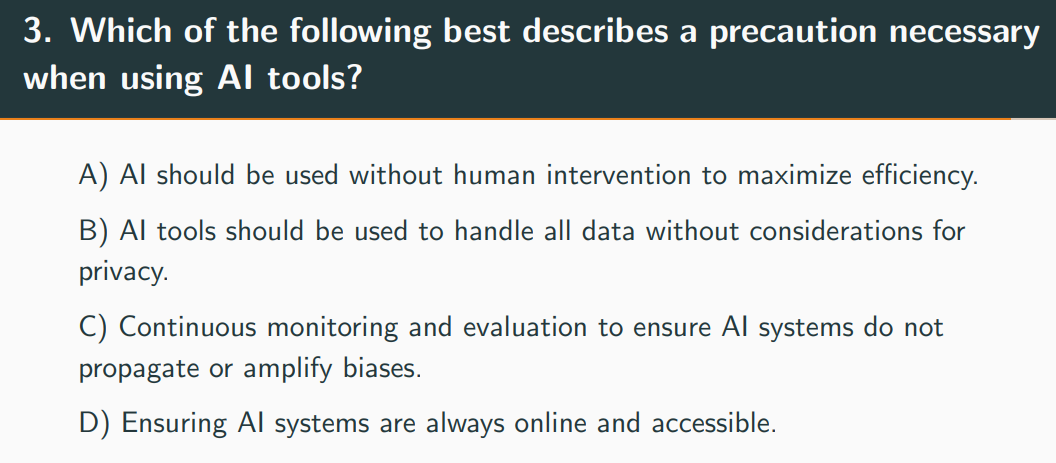 3. Which of the following best describes a precaution necessary
when using AI tools?
A) AI should be used without human intervention to maximize efficiency.
B) AI tools should be used to handle all data without considerations for
privacy.
C) Continuous monitoring and evaluation to ensure AI systems do not
propagate or amplify biases.
D) Ensuring AI systems are always online and accessible.